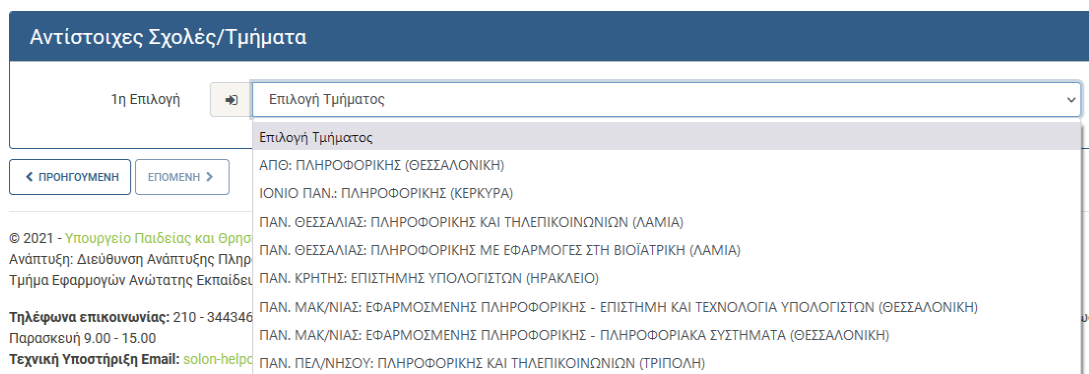 Αντίστοιχες Σχολές/Τμήματα
1η Επιλογή
Επιλογή Τμήματος
Επιλογή Τμήματος
ΑΠΘ: ΠΛΗΡΟΦΟΡΙΚΗΣ (ΘΕΣΣΑΛΟΝΙΚΗ)
ΙΟΝΙΟ ΠΑΝ.: ΠΛΗΡΟΦΟΡΙΚΗΣ (ΚΕΡΚΥΡΑ)
ΠΑΝ. ΘΕΣΣΑΛΙΑΣ: ΠΛΗΡΟΦΟΡΙΚΗΣ ΚΑΙ ΤΗΛΕΠΙΚΟΙΝΩΝΙΩΝ (ΛΑΜΙΑ)
ΠΑΝ. ΘΕΣΣΑΛΙΑΣ: ΠΛΗΡΟΦΟΡΙΚΗΣ ΜΕ ΕΦΑΡΜΟΓΕΣ ΣΤΗ ΒΙΟΪΑΤΡΙΚΗ (ΛΑΜΙΑ)
ΠΑΝ. ΚΡΗΤΗΣ: ΕΠΙΣΤΗΜΗΣ ΥΠΟΛΟΓΙΣΤΩΝ (ΗΡΑΚΛΕΙΟ)
ΠΑΝ. ΜΑΚ/ΝΙΑΣ: ΕΦΑΡΜΟΣΜΕΝΗΣ ΠΛΗΡΟΦΟΡΙΚΗΣ - ΕΠΙΣΤΗΜΗ ΚΑΙ ΤΕΧΝΟΛΟΓΙΑ ΥΠΟΛΟΓΙΣΤΩΝ (ΘΕΣΣΑΛΟΝΙΚΗ)
ΠΑΝ. ΜΑΚ/ΝΙΑΣ: ΕΦΑΡΜΟΣΜΕΝΗΣ ΠΛΗΡΟΦΟΡΙΚΗΣ - ΠΛΗΡΟΦΟΡΙΑΚΑ ΣΥΣΤΗΜΑΤΑ (ΘΕΣΣΑΛΟΝΙΚΗ)
ΠΑΝ. ΠΕΛ/ΝΗΣΟΥ: ΠΛΗΡΟΦΟΡΙΚΗΣ ΚΑΙ ΤΗΛΕΠΙΚΟΙΝΩΝΙΩΝ (ΤΡΙΠΟΛΗ)
ΠΡΟΗΓΟΥΜΕΝΗ ΕΠΟΜΕΝΗ
© 2021 - Υπουργείο Παιδείας και Θρησ
Ανάπτυξη: Διεύθυνση Ανάπτυξης Πληρ
Τμήμα Εφαρμογών Ανώτατης Εκπαίδευ
Τηλέφωνα επικοινωνίας: 210 - 344346
Παρασκευή 9.00 - 15.00
Τεχνική Υποστήριξη Email: solon-helpd